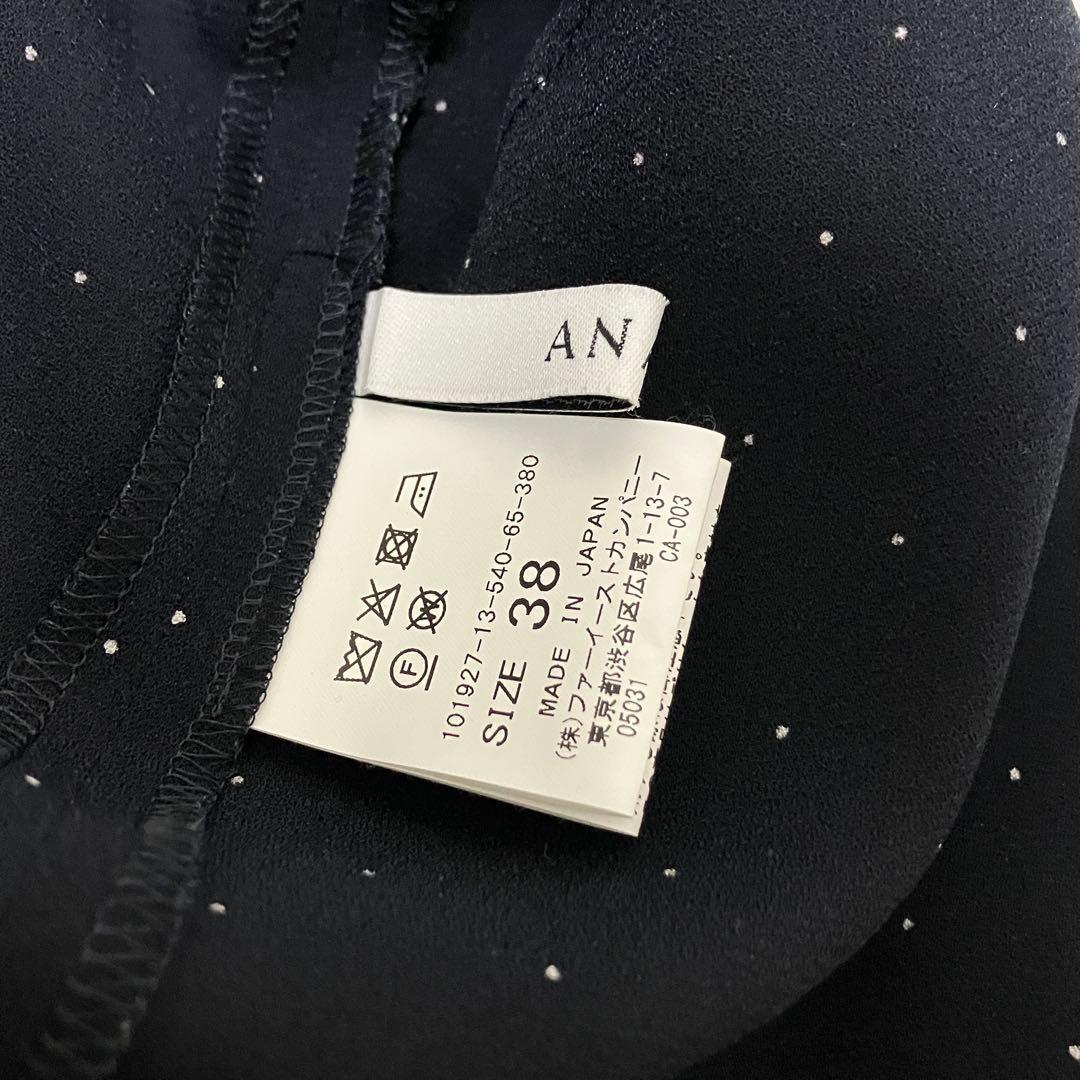 AN
101927-13-540-65-380
SIZE 38
MADE IN JAPAN
(株)ファーイーストカンパニー
東京都渋谷区広尾1-13-7
05031 CA-003